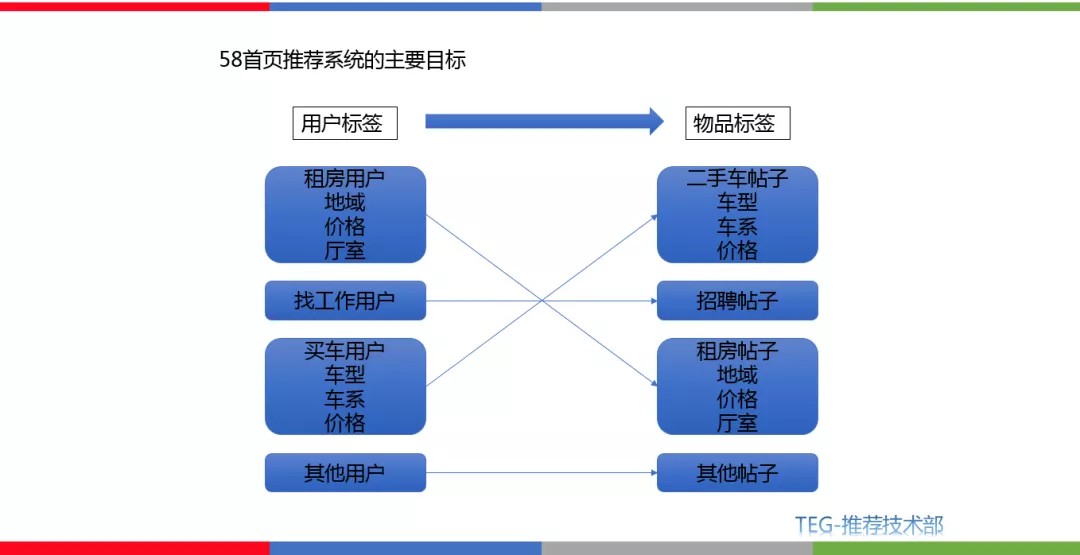 58首页推荐系统的主要目标
用户标签
物品标签
租房用户
地域
价格
厅室
二手车帖子
车型
车系
价格
找工作用户
招聘帖子
买车用户
车型
车系
价格
租房帖子
地域
价格
厅室
其他用户
其他帖子
TEG-推荐技术部